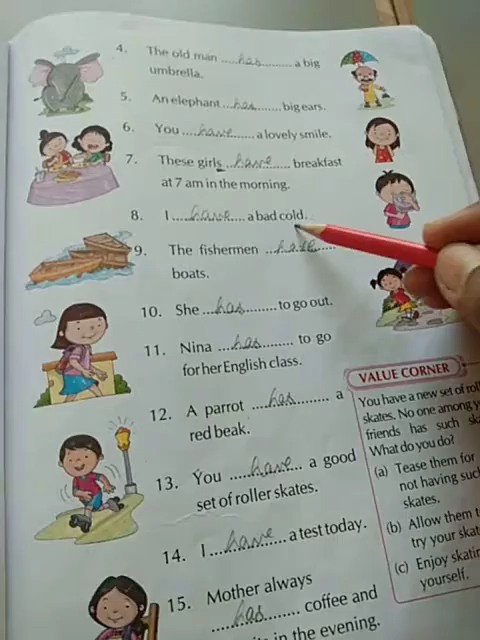 4. The old man ....has............ a big
umbrella.
5. An elephant ...has........ big ears.
6. You ....have....... a lovely smile.
7. These girls ..have...... breakfast
at 7 am in the morning.
8. I ....have.... a bad cold.
9. The fishermen ...have.....
boats.
10. She ...has......... to go out.
11. Nina ...has.......... to go
for her English class.
12. A parrot ....has.......... a
red beak.
13. You .....have..... a good
set of roller skates.
14. I ....have.... a test today.
15. Mother always
......has........ coffee and
in the evening.
VALUE CORNER
You have a new set of
skates. No one among
friends has such
What do you do?
(a) Tease them for
not having
skates.
(b) Allow them
try your
(c) Enjoy
yourself.